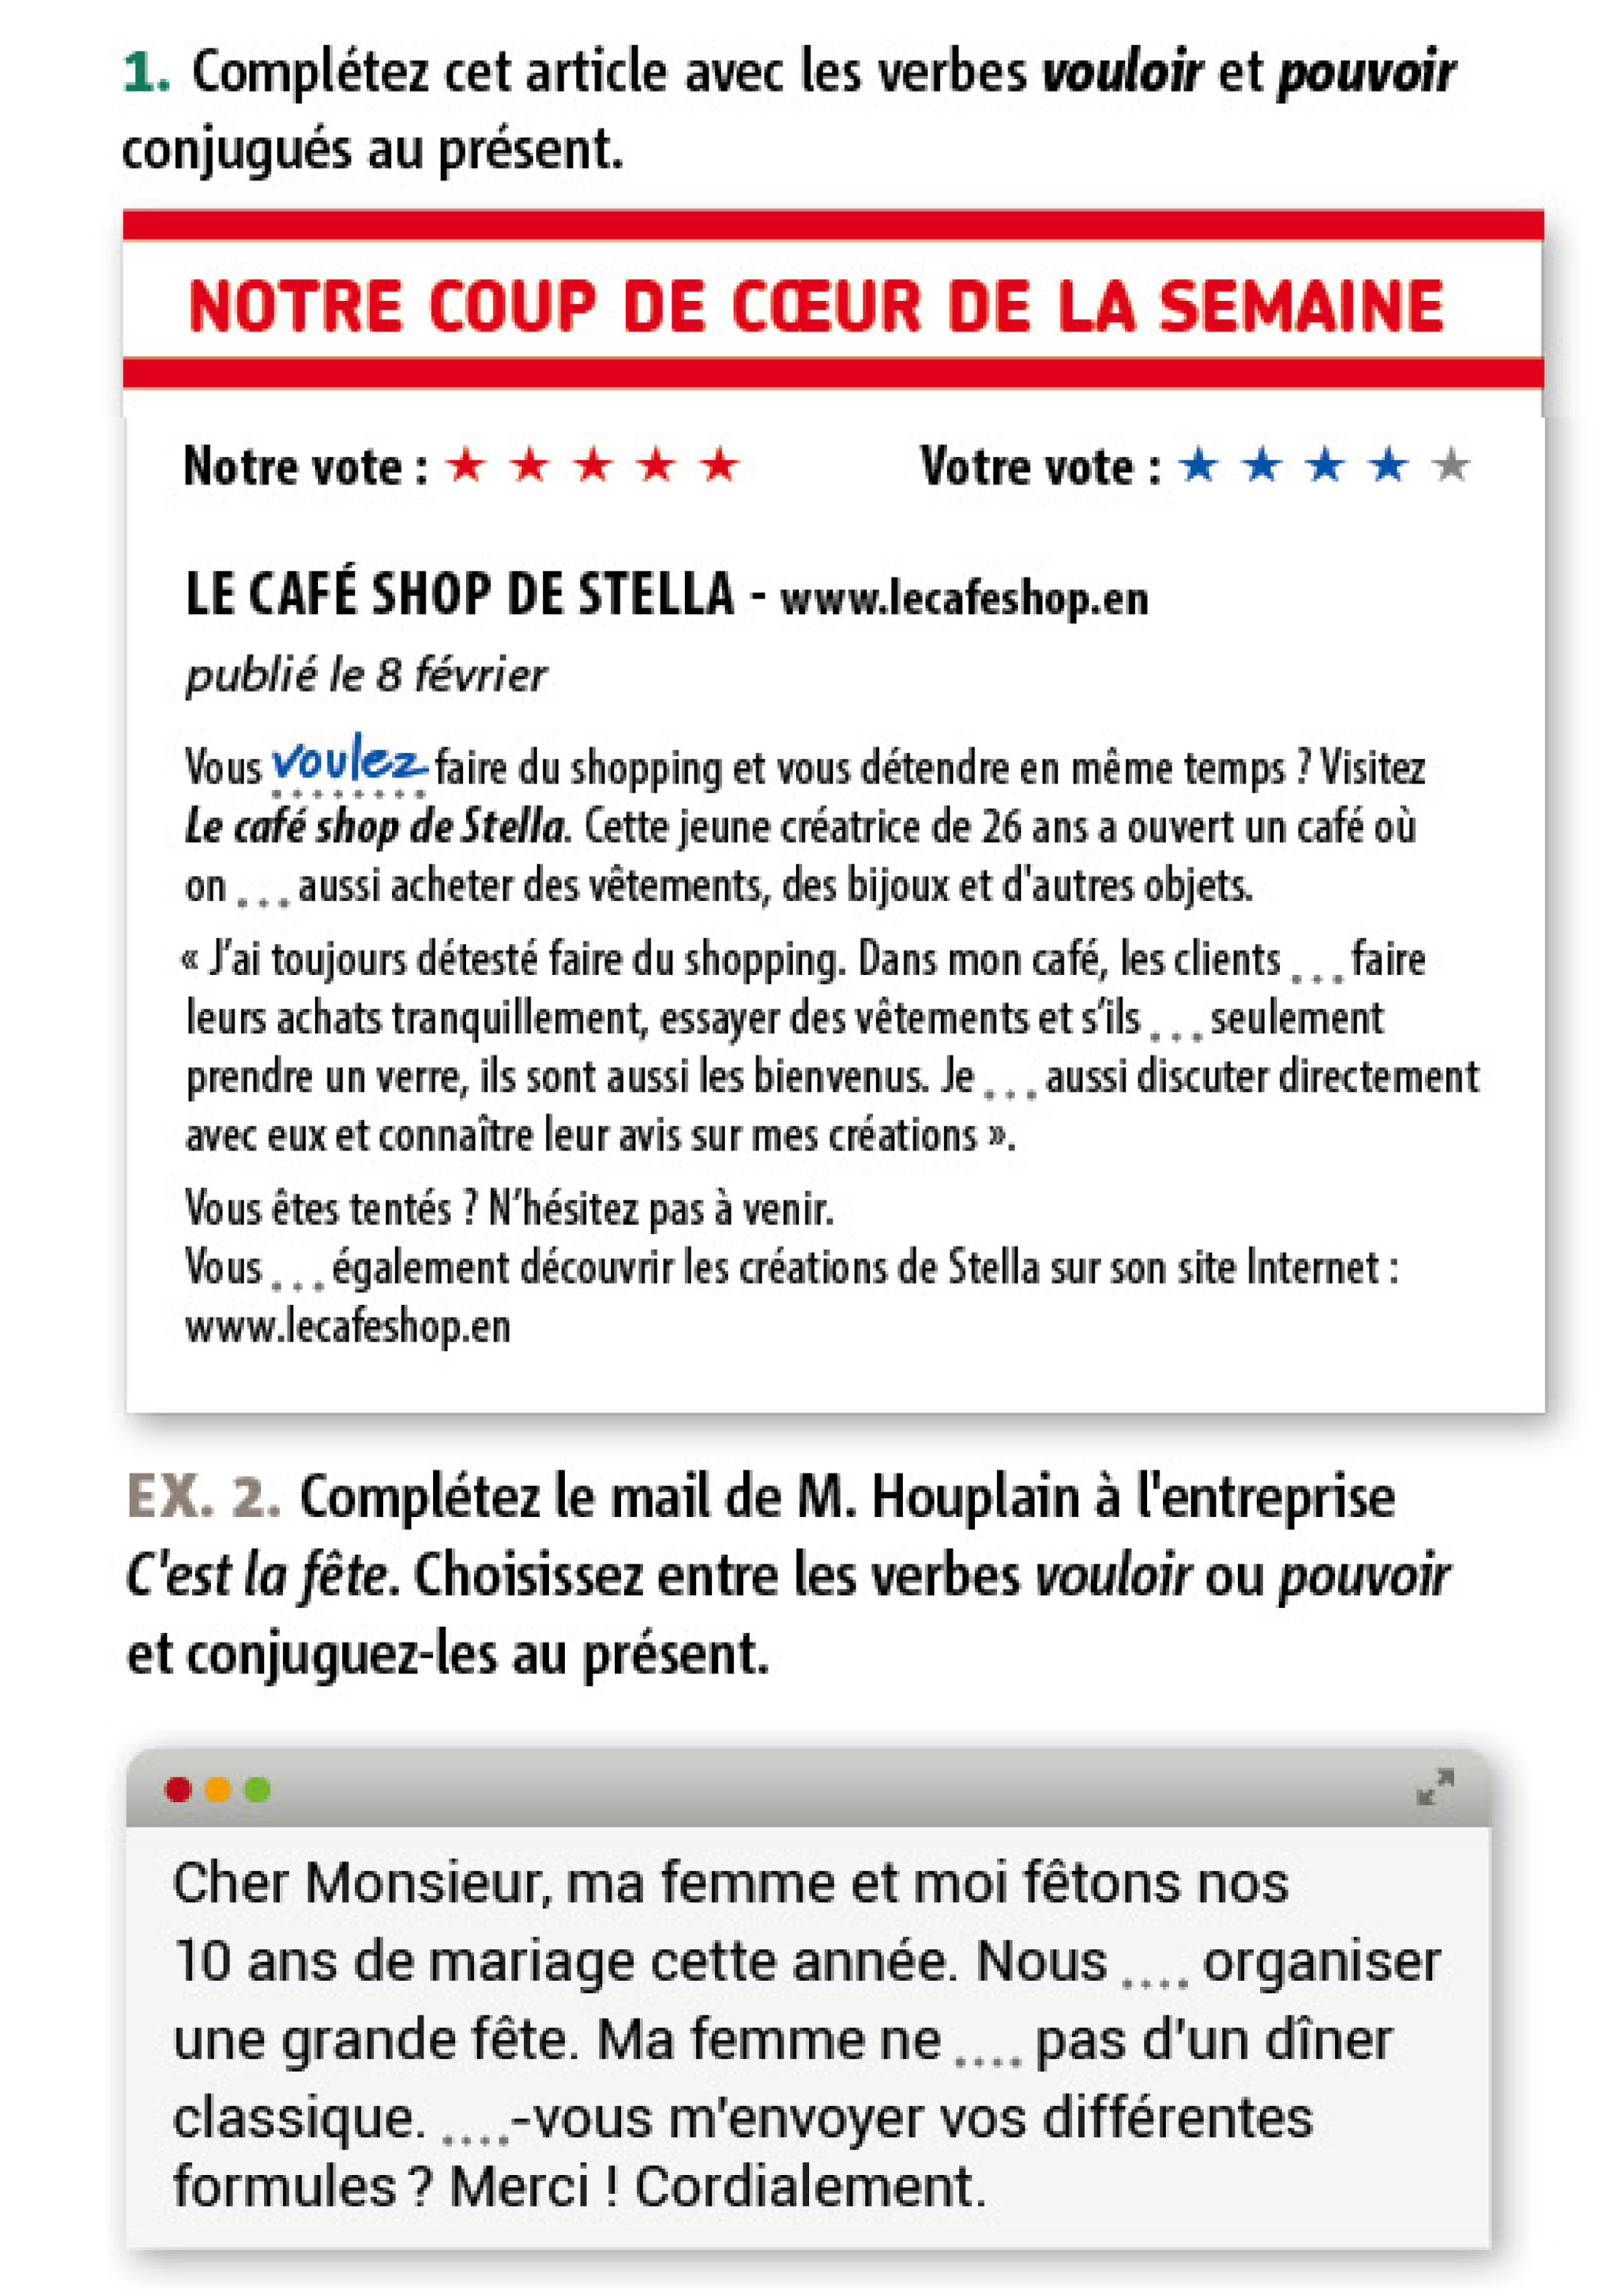 1. Complétez cet article avec les verbes vouloir et pouvoir
conjugués au présent.
NOTRE COUP DE CŒUR DE LA SEMAINE
Notre vote : ★ ★ ★ ★ ★ Votre vote : ★ ★ ★ ★ ★
LE CAFÉ SHOP DE STELLA - www.lecafeshop.en
publié le 8 février
Vous voulez faire du shopping et vous détendre en même temps ? Visitez
Le café shop de Stella. Cette jeune créatrice de 26 ans a ouvert un café où
on ... aussi acheter des vêtements, des bijoux et d'autres objets.
« J'ai toujours détesté faire du shopping. Dans mon café, les clients ... faire
leurs achats tranquillement, essayer des vêtements et s'ils ... seulement
prendre un verre, ils sont aussi les bienvenus. Je ... aussi discuter directement
avec eux et connaître leur avis sur mes créations ».
Vous êtes tentés ? N'hésitez pas à venir.
Vous ... également découvrir les créations de Stella sur son site Internet :
www.lecafeshop.en
EX. 2. Complétez le mail de M. Houplain à l'entreprise
C'est la fête. Choisissez entre les verbes vouloir ou pouvoir
et conjuguez-les au présent.
Cher Monsieur, ma femme et moi fêtons nos
10 ans de mariage cette année. Nous .... organiser
une grande fête. Ma femme ne .... pas d'un dîner
classique. ....-vous m'envoyer vos différentes
formules ? Merci ! Cordialement.